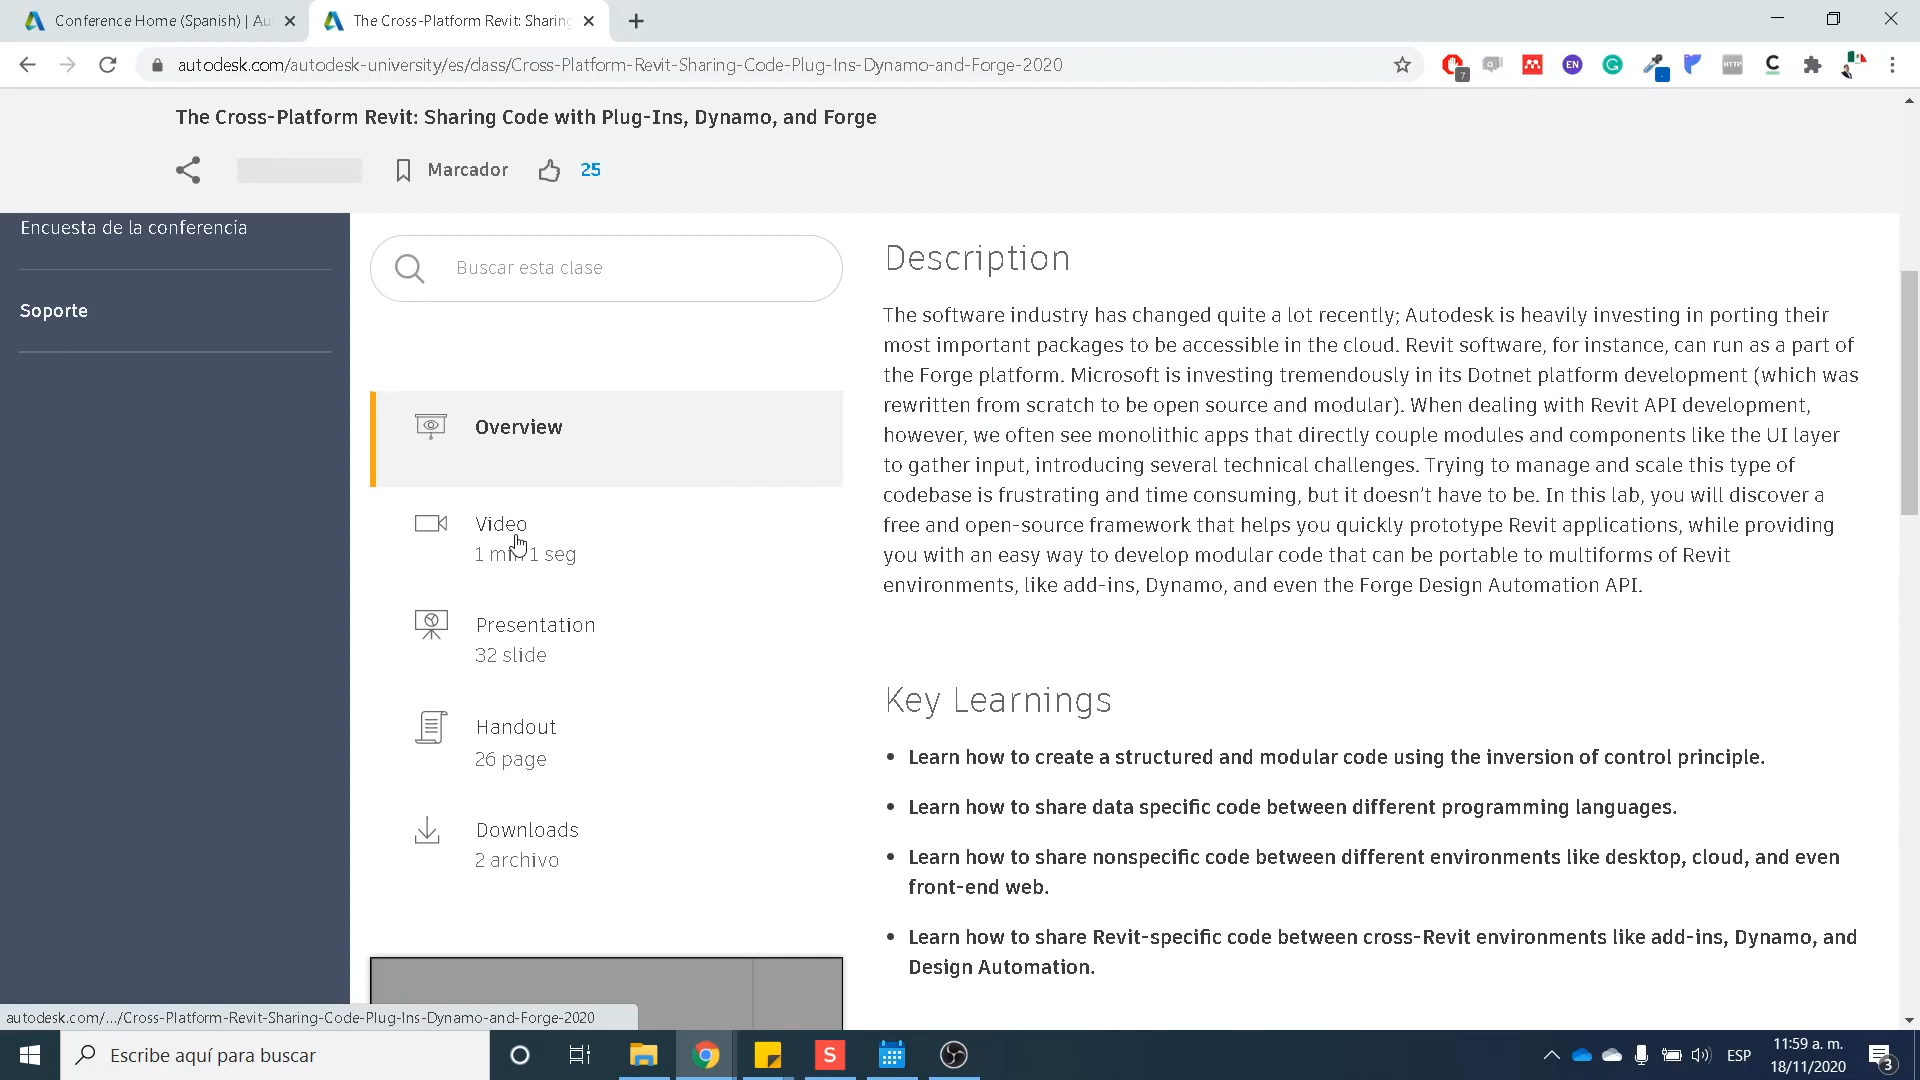 Conference Home (Spanish) | Au
The Cross-Platform Revit: Sharing
autodesk.com/autodesk-university/es/class/Cross-Platform-Revit-Sharing-Code-Plug-Ins-Dynamo-and-Forge-2020
7
EN
HTTP
The Cross-Platform Revit: Sharing Code with Plug-Ins, Dynamo, and Forge
Marcador
25
Encuesta de la conferencia
Soporte
Buscar esta clase
Overview
Video
1 min 1 seg
Presentation
32 slide
Handout
26 page
Downloads
2 archivo
Description
The software industry has changed quite a lot recently; Autodesk is heavily investing in porting their
most important packages to be accessible in the cloud. Revit software, for instance, can run as a part of
the Forge platform. Microsoft is investing tremendously in its Dotnet platform development (which was
rewritten from scratch to be open source and modular). When dealing with Revit API development,
however, we often see monolithic apps that directly couple modules and components like the UI layer
to gather input, introducing several technical challenges. Trying to manage and scale this type of
codebase is frustrating and time consuming, but it doesn't have to be. In this lab, you will discover a
free and open-source framework that helps you quickly prototype Revit applications, while providing
you with an easy way to develop modular code that can be portable to multiforms of Revit
environments, like add-ins, Dynamo, and even the Forge Design Automation API.
Key Learnings
• Learn how to create a structured and modular code using the inversion of control principle.
• Learn how to share data specific code between different programming languages.
• Learn how to share nonspecific code between different environments like desktop, cloud, and even
front-end web.
• Learn how to share Revit-specific code between cross-Revit environments like add-ins, Dynamo, and
Design Automation.
autodesk.com/.../Cross-Platform-Revit-Sharing-Code-Plug-Ins-Dynamo-and-Forge-2020
Escribe aquí para buscar
S
ESP
11:59 a. m.
18/11/2020
3